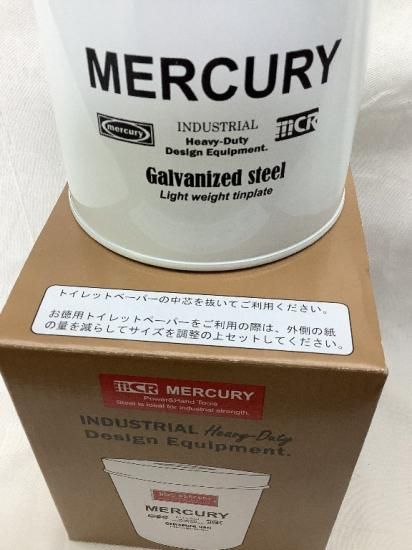 MERCURY
mercury
INDUSTRIAL
Heavy-Duty
Design Equipment.
MCR
Galvanized steel
Light weight tinplate
トイレットペーパーの中芯を抜いてご利用ください。
お徳用トイレットペーパーをご利用の際は、外側の紙
の量を減らしてサイズを調整の上セットしてください。
MCR MERCURY
Power&Hand Tools
Steel is ideal for industrial strength.
INDUSTRIAL Heavy-Duty
Design Equipment.
MERCURY